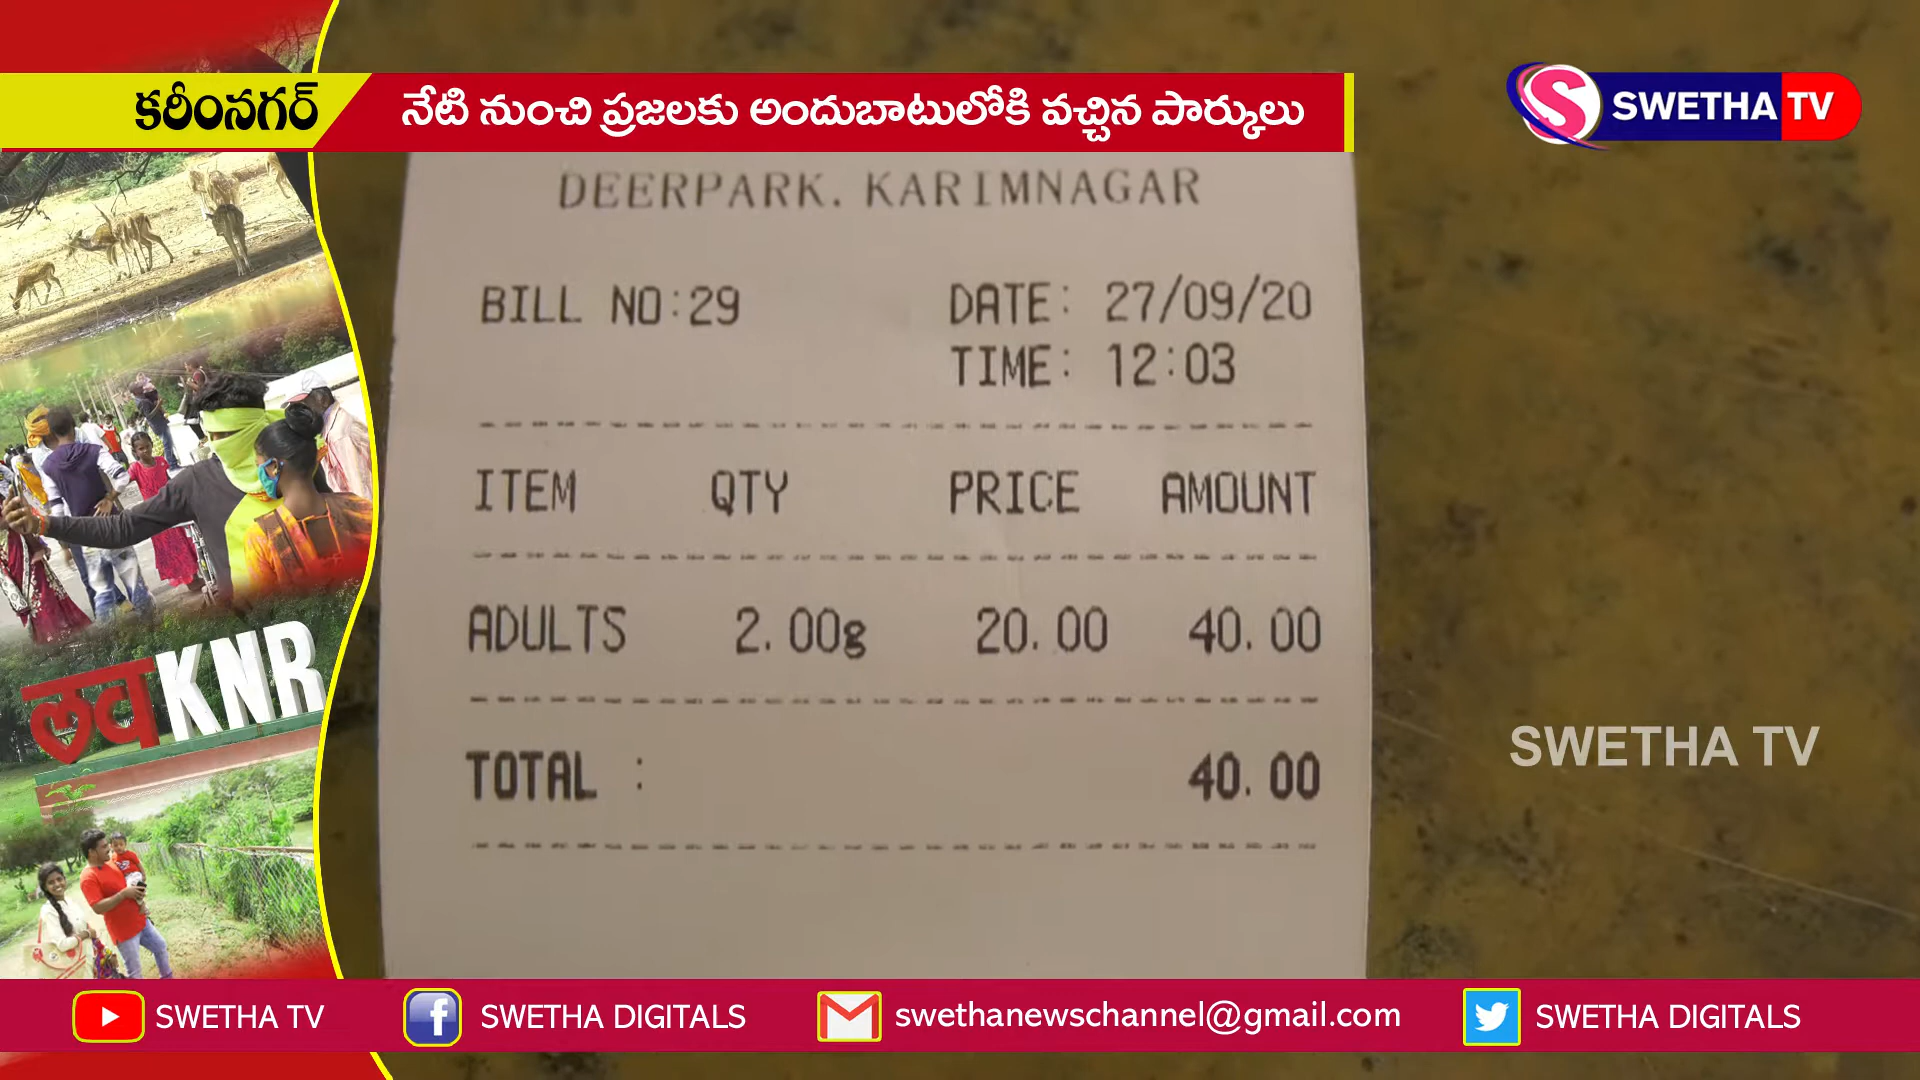 కరీంనగర్ నేటి నుంచి ప్రజలకు అందుబాటులోకి వచ్చిన పార్కులు
S SWETHA TV
DEERPARK. KARIMNAGAR
BILL NO:29 DATE: 27/09/20
TIME: 12:03
ITEM QTY PRICE AMOUNT
ADULTS 2.00g 20.00 40.00
TOTAL : 40.00
लव KNR
SWETHA TV
SWETHA TV SWETHA DIGITALS swethanewschannel@gmail.com SWETHA DIGITALS